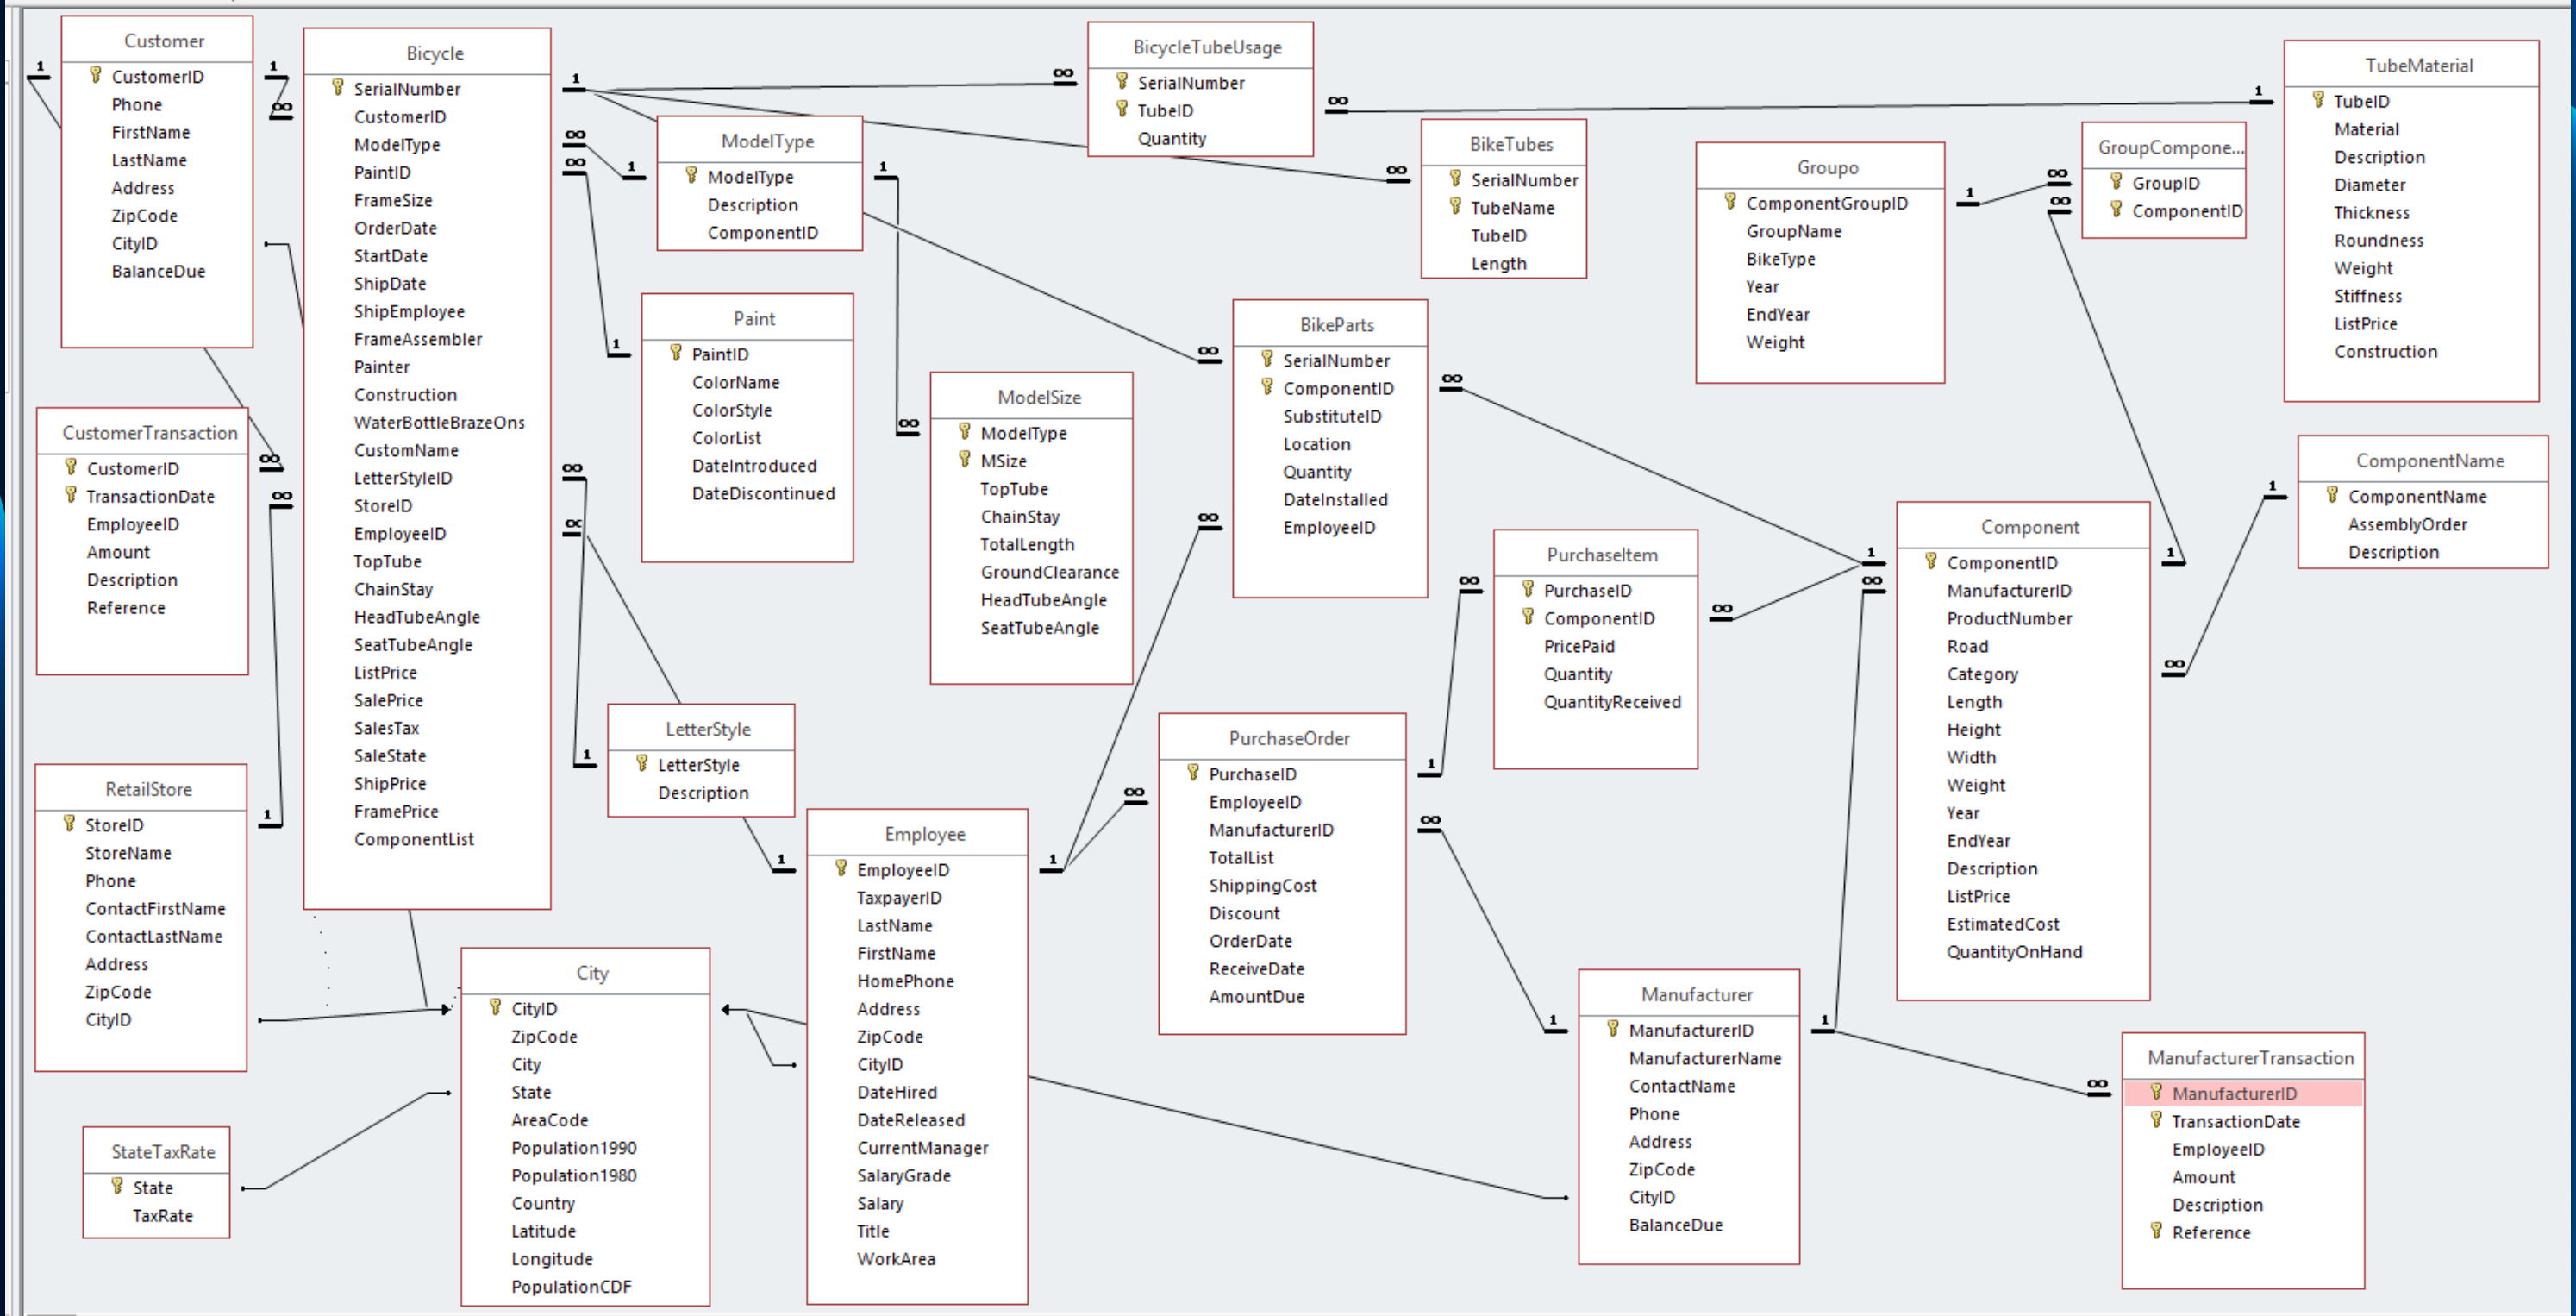 Customer
CustomerID
Phone
FirstName
LastName
Address
ZipCode
CityID
BalanceDue
Bicycle
SerialNumber
CustomerID
ModelType
PaintID
FrameSize
OrderDate
StartDate
ShipDate
ShipEmployee
FrameAssembler
Painter
Construction
WaterBottleBrazeOns
CustomName
LetterStyleID
StoreID
EmployeeID
TopTube
ChainStay
HeadTubeAngle
SeatTubeAngle
ListPrice
SalePrice
SalesTax
SaleState
ShipPrice
FramePrice
ComponentList
BicycleTubeUsage
SerialNumber
TubeID
Quantity
TubeMaterial
TubeID
Material
Description
Diameter
Thickness
Roundness
Weight
Stiffness
ListPrice
Construction
ModelType
ModelType
Description
ComponentID
BikeTubes
SerialNumber
TubeName
TubeID
Length
Groupo
ComponentGroupID
GroupName
BikeType
Year
EndYear
Weight
GroupCompone...
GroupID
ComponentID
Paint
PaintID
ColorName
ColorStyle
ColorList
DateIntroduced
DateDiscontinued
BikeParts
SerialNumber
ComponentID
SubstituteID
Location
Quantity
DateInstalled
EmployeeID
ModelSize
ModelType
MSize
TopTube
ChainStay
TotalLength
GroundClearance
HeadTubeAngle
SeatTubeAngle
CustomerTransaction
CustomerID
TransactionDate
EmployeeID
Amount
Description
Reference
ComponentName
ComponentName
AssemblyOrder
Description
Component
ComponentID
ManufacturerID
ProductNumber
Road
Category
Length
Height
Width
Weight
Year
EndYear
Description
ListPrice
EstimatedCost
QuantityOnHand
PurchaseItem
PurchaseID
ComponentID
PricePaid
Quantity
QuantityReceived
LetterStyle
LetterStyle
Description
PurchaseOrder
PurchaseID
EmployeeID
ManufacturerID
TotalList
ShippingCost
Discount
OrderDate
ReceiveDate
AmountDue
RetailStore
StoreID
StoreName
Phone
ContactFirstName
ContactLastName
Address
ZipCode
CityID
Employee
EmployeeID
TaxpayerID
LastName
FirstName
HomePhone
Address
ZipCode
CityID
DateHired
DateReleased
CurrentManager
SalaryGrade
Salary
Title
WorkArea
City
CityID
ZipCode
City
State
AreaCode
Population1990
Population1980
Country
Latitude
Longitude
PopulationCDF
Manufacturer
ManufacturerID
ManufacturerName
ContactName
Phone
Address
ZipCode
CityID
BalanceDue
ManufacturerTransaction
ManufacturerID
TransactionDate
EmployeeID
Amount
Description
Reference
StateTaxRate
State
TaxRate